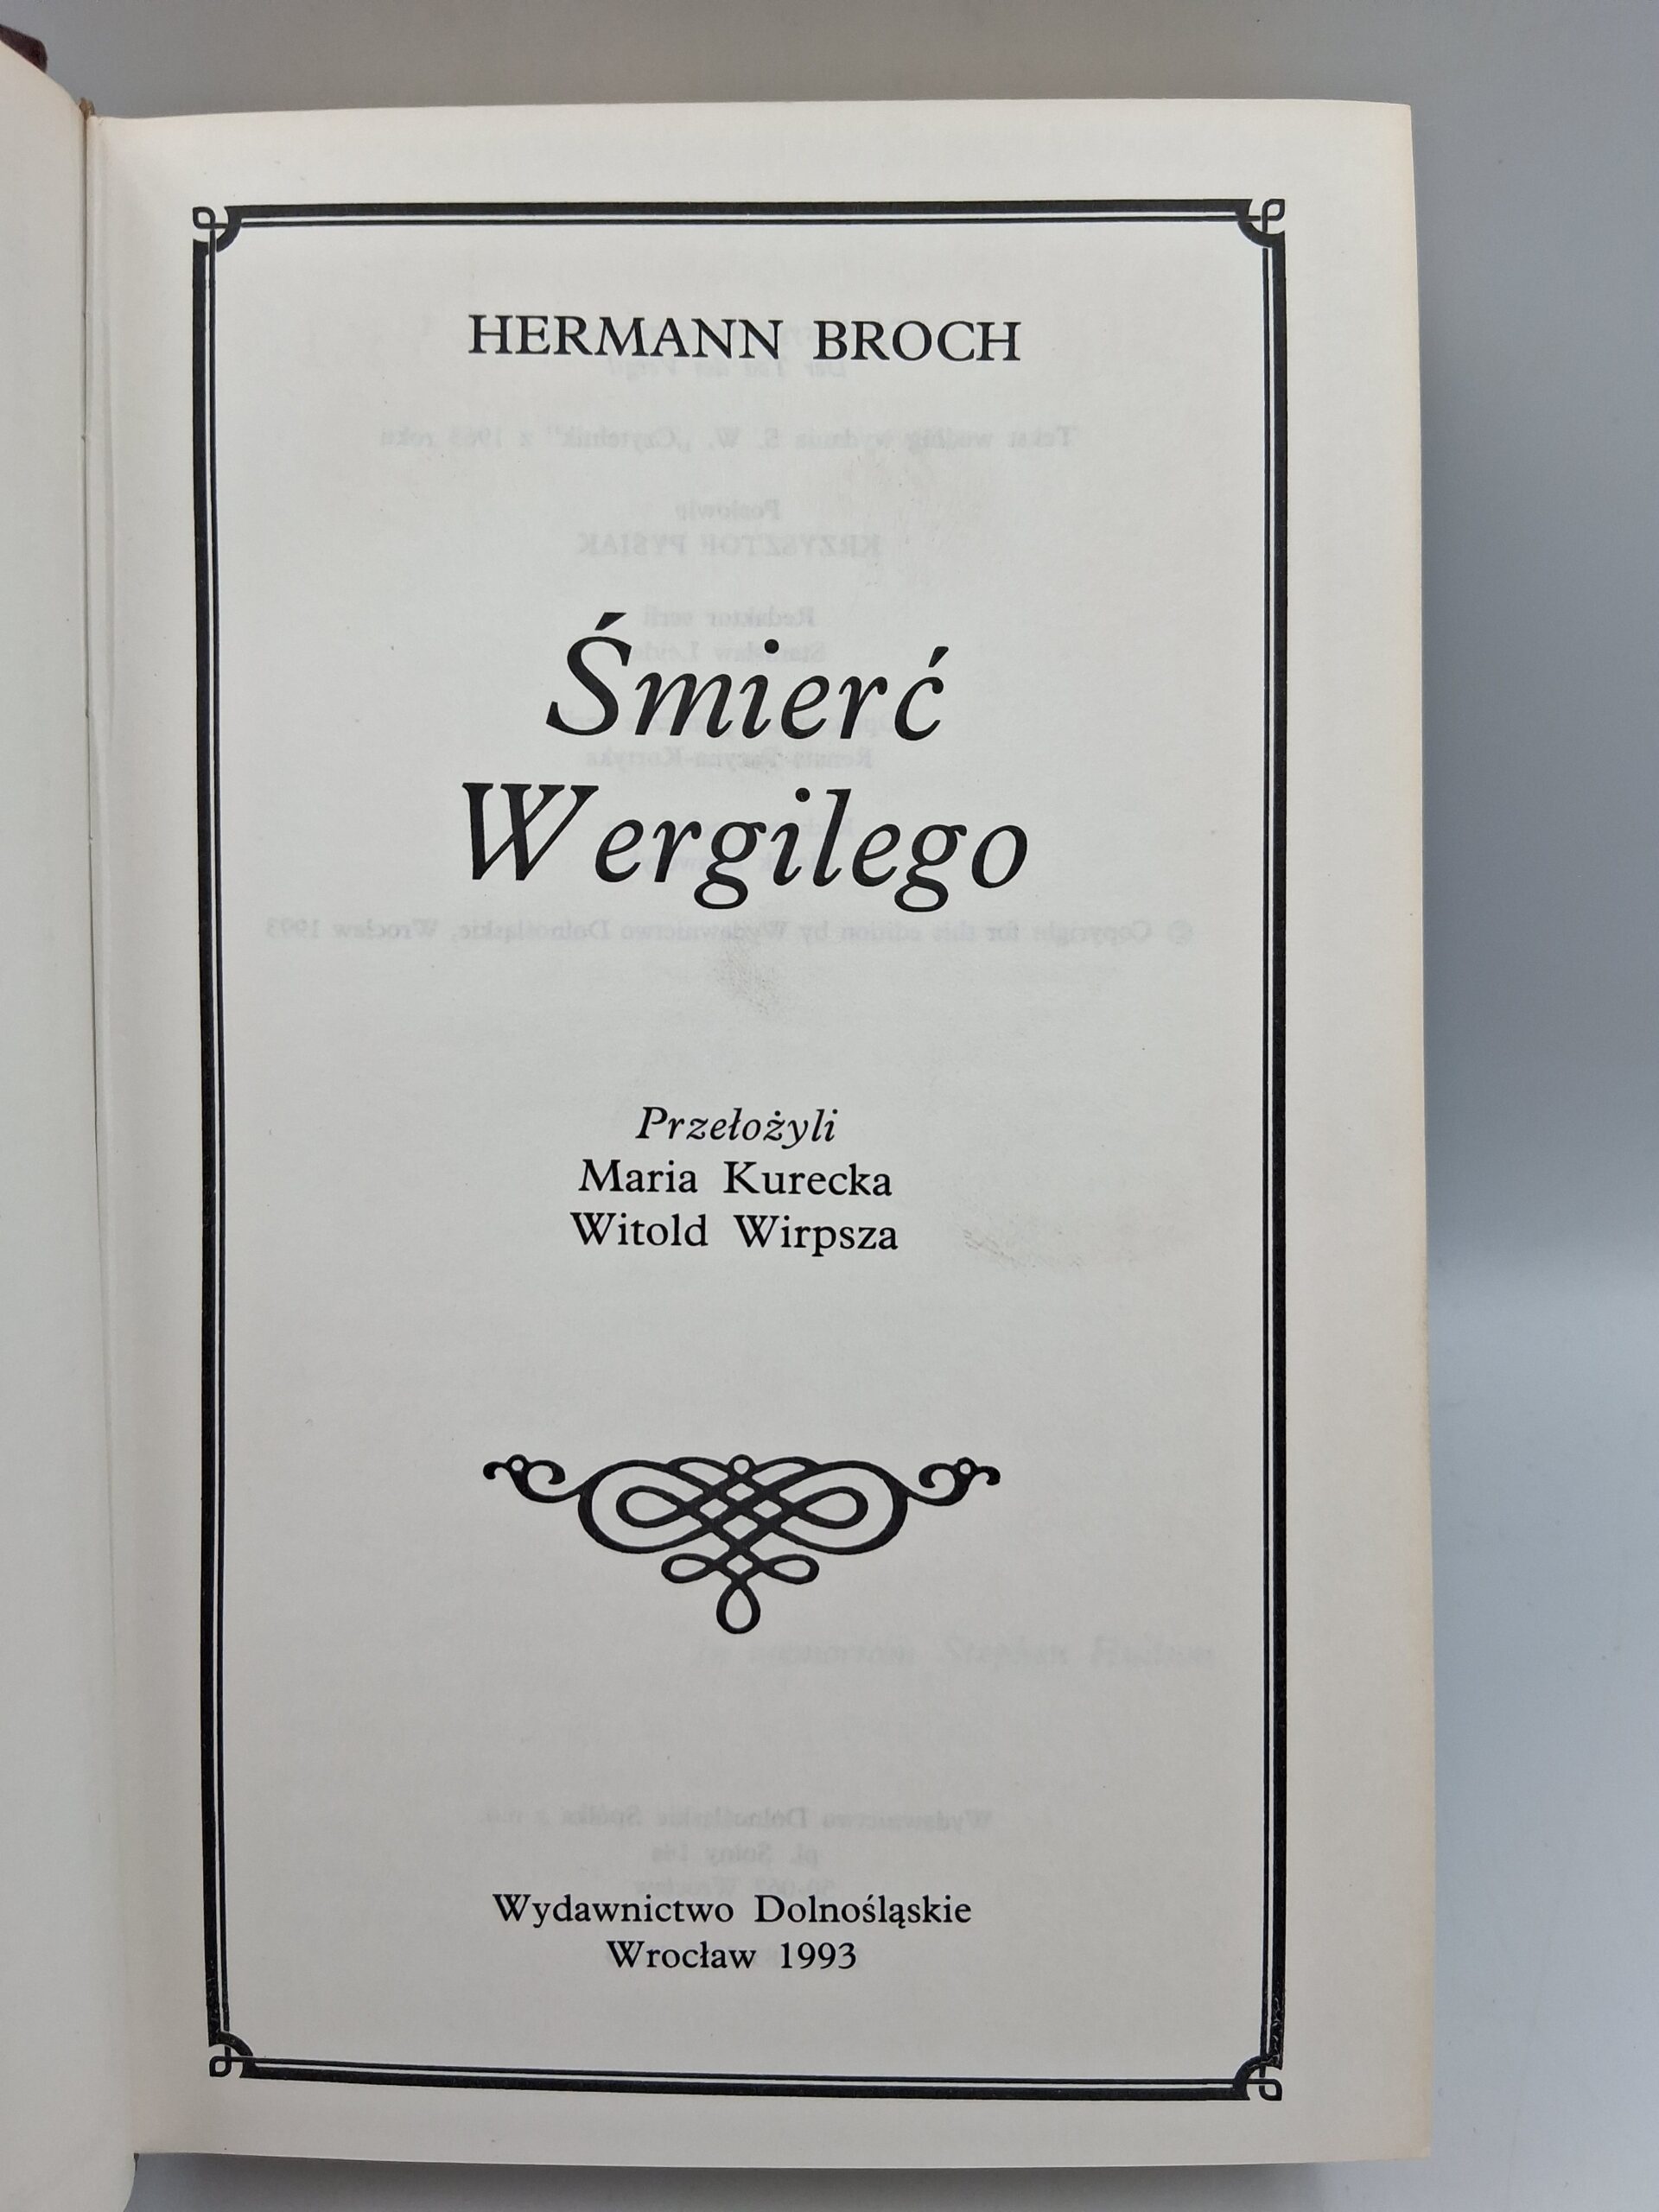 HERMANN BROCH
Śmierć
Wergilego
Przełożyli
Maria Kurecka
Witold Wirpsza
Wydawnictwo Dolnośląskie
Wrocław 1993